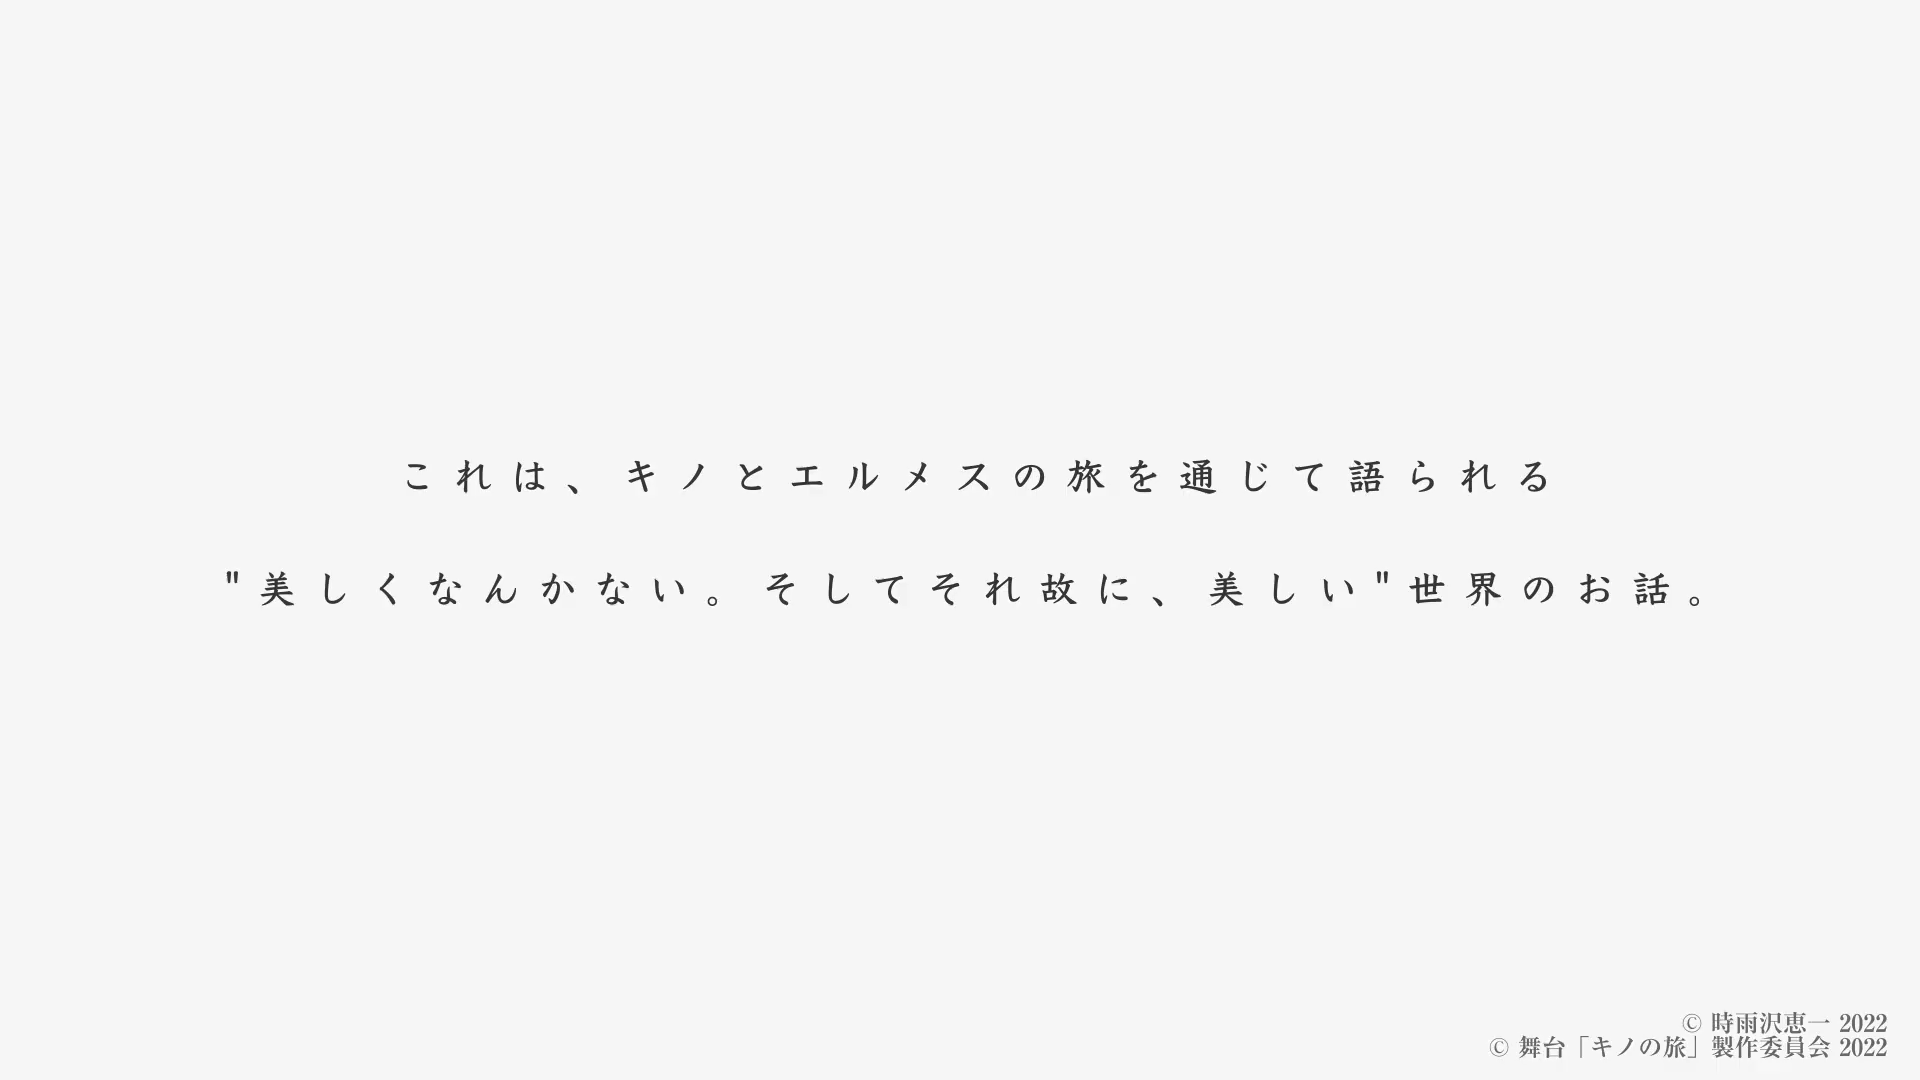 これは、キノとエルメスの旅を通じて語られる
"美しくなんかない。そしてそれ故に、美しい"世界のお話。
© 時雨沢恵一 2022
© 舞台「キノの旅」製作委員会 2022